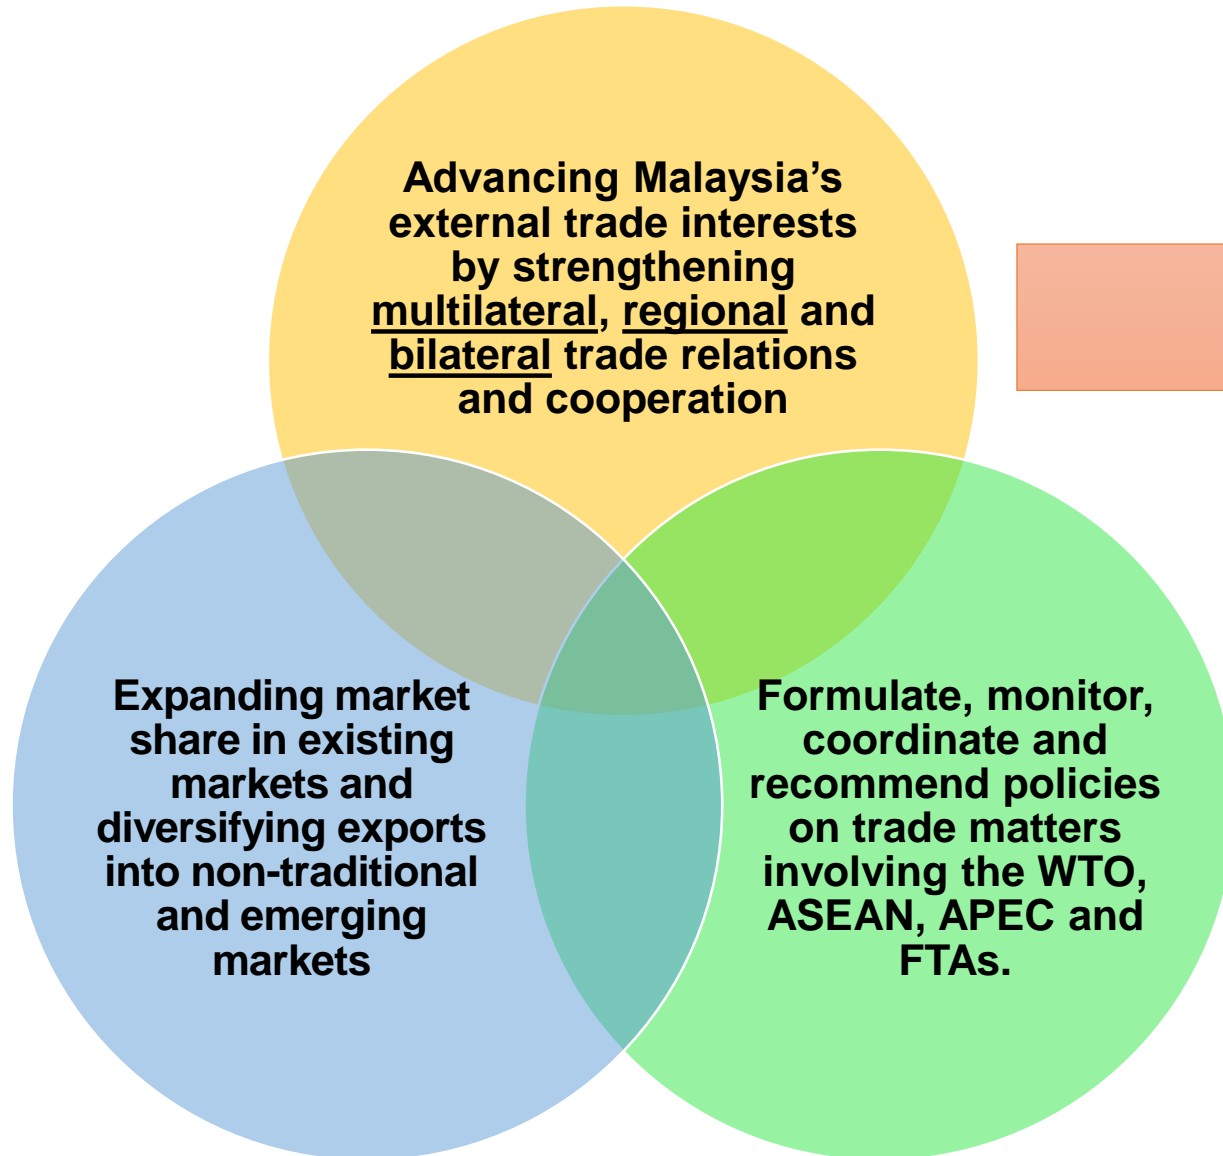 Advancing Malaysia’s
external trade interests
by strengthening
multilateral, regional and
bilateral trade relations
and cooperation
Expanding market
share in existing
markets and
diversifying exports
into non-traditional
and emerging
markets
Formulate, monitor,
coordinate and
recommend policies
on trade matters
involving the WTO,
ASEAN, APEC and
FTAs.